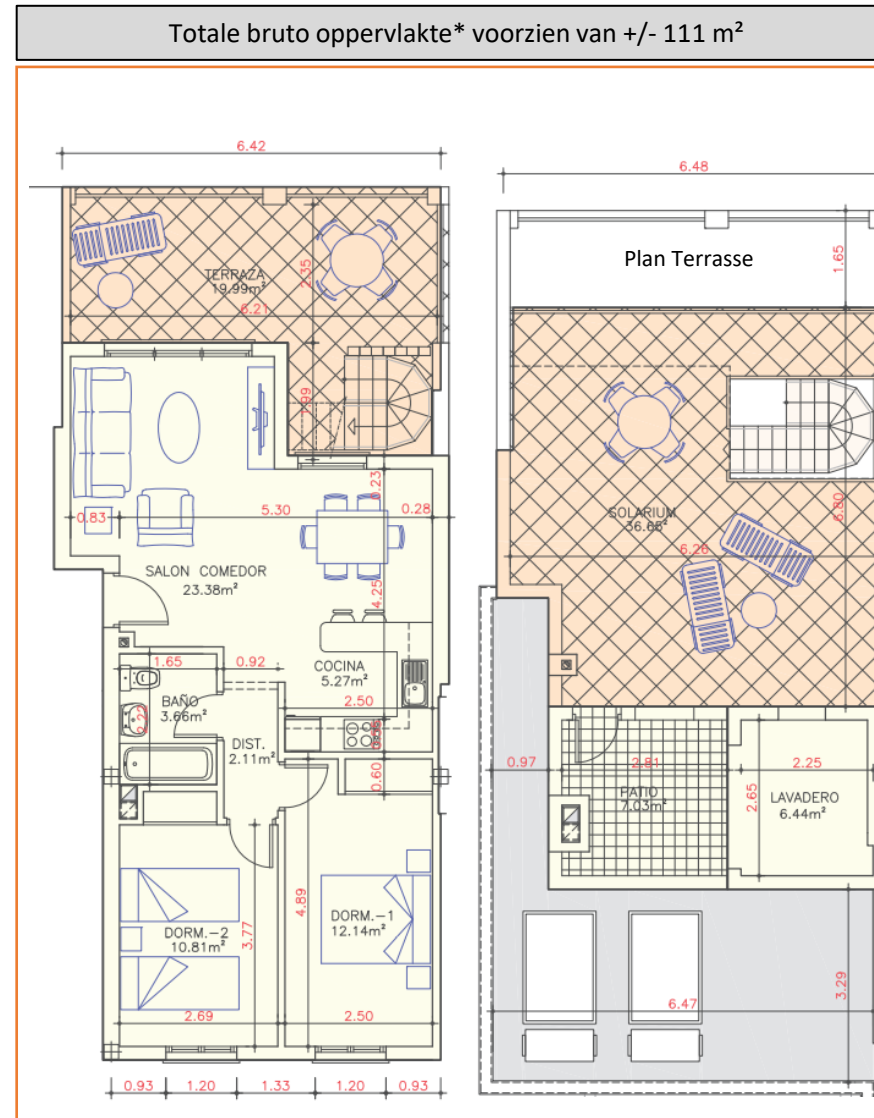 Totale bruto oppervlakte* voorzien van +/- 111 m²
6.42
TERRAZA
19.99m²
2.35
6.21
1.99
0.23
0.83
5.30
0.28
SALON COMEDOR
23.38m²
4.25
1.65
0.92
COCINA
5.27m²
BAÑO
3.66m²
2.22
2.50
DIST.
2.11m²
0.60
4.89
DORM.-1
12.14m²
DORM.-2
10.81m²
3.77
2.69
2.50
0.93
1.20
1.33
1.20
0.93
6.48
Plan Terrasse
1.65
SOLARIUM
36.65²
6.80
6.26
0.97
2.81
2.25
PATIO
7.03m²
2.65
LAVADERO
6.44m²
3.29
6.47